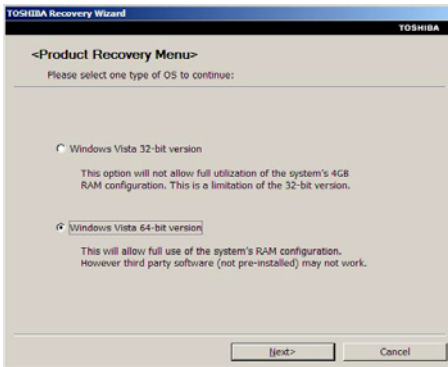 TOSHIBA Recovery Wizard
TOSHIBA
<Product Recovery Menu>
Please select one type of OS to continue:
Windows Vista 32-bit version
This option will not allow full utilization of the system's 4GB
RAM configuration. This is a limitation of the 32-bit version.
Windows Vista 64-bit version
This will allow full use of the system's RAM configuration.
However third party software (not pre-installed) may not work.
Next>
Cancel